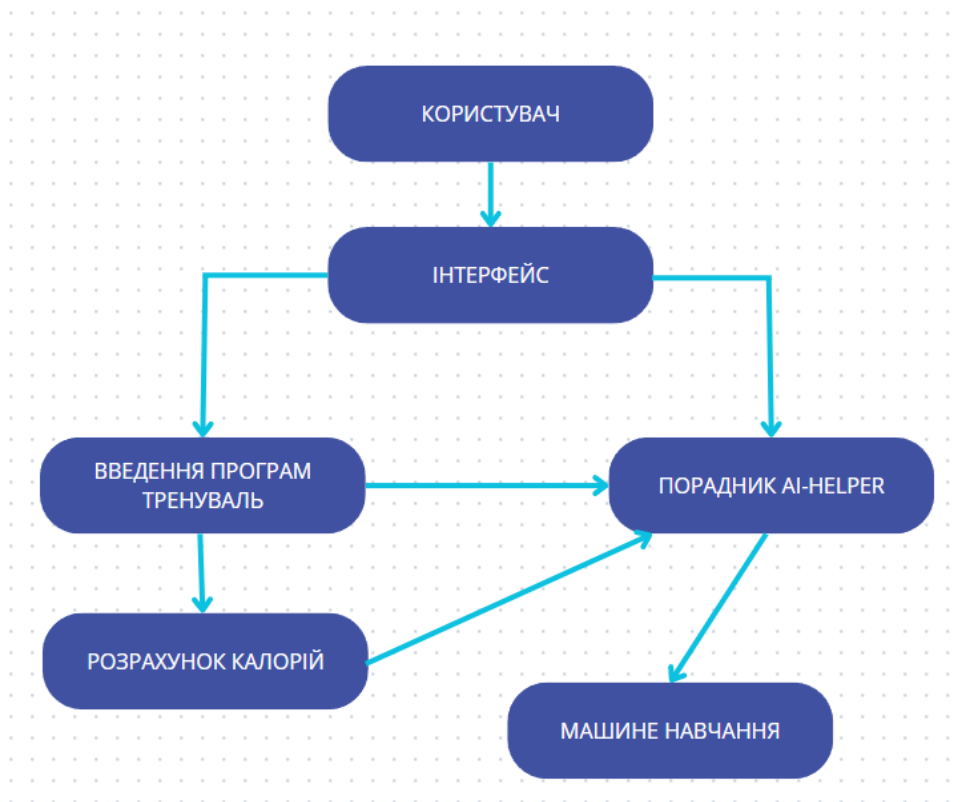 КОРИСТУВАЧ
ІНТЕРФЕЙС
ВВЕДЕННЯ ПРОГРАМ
ТРЕНУВАЛЬ
ПОРАДНИК AI-HELPER
РОЗРАХУНОК КАЛОРІЙ
МАШИНЕ НАВЧАННЯ